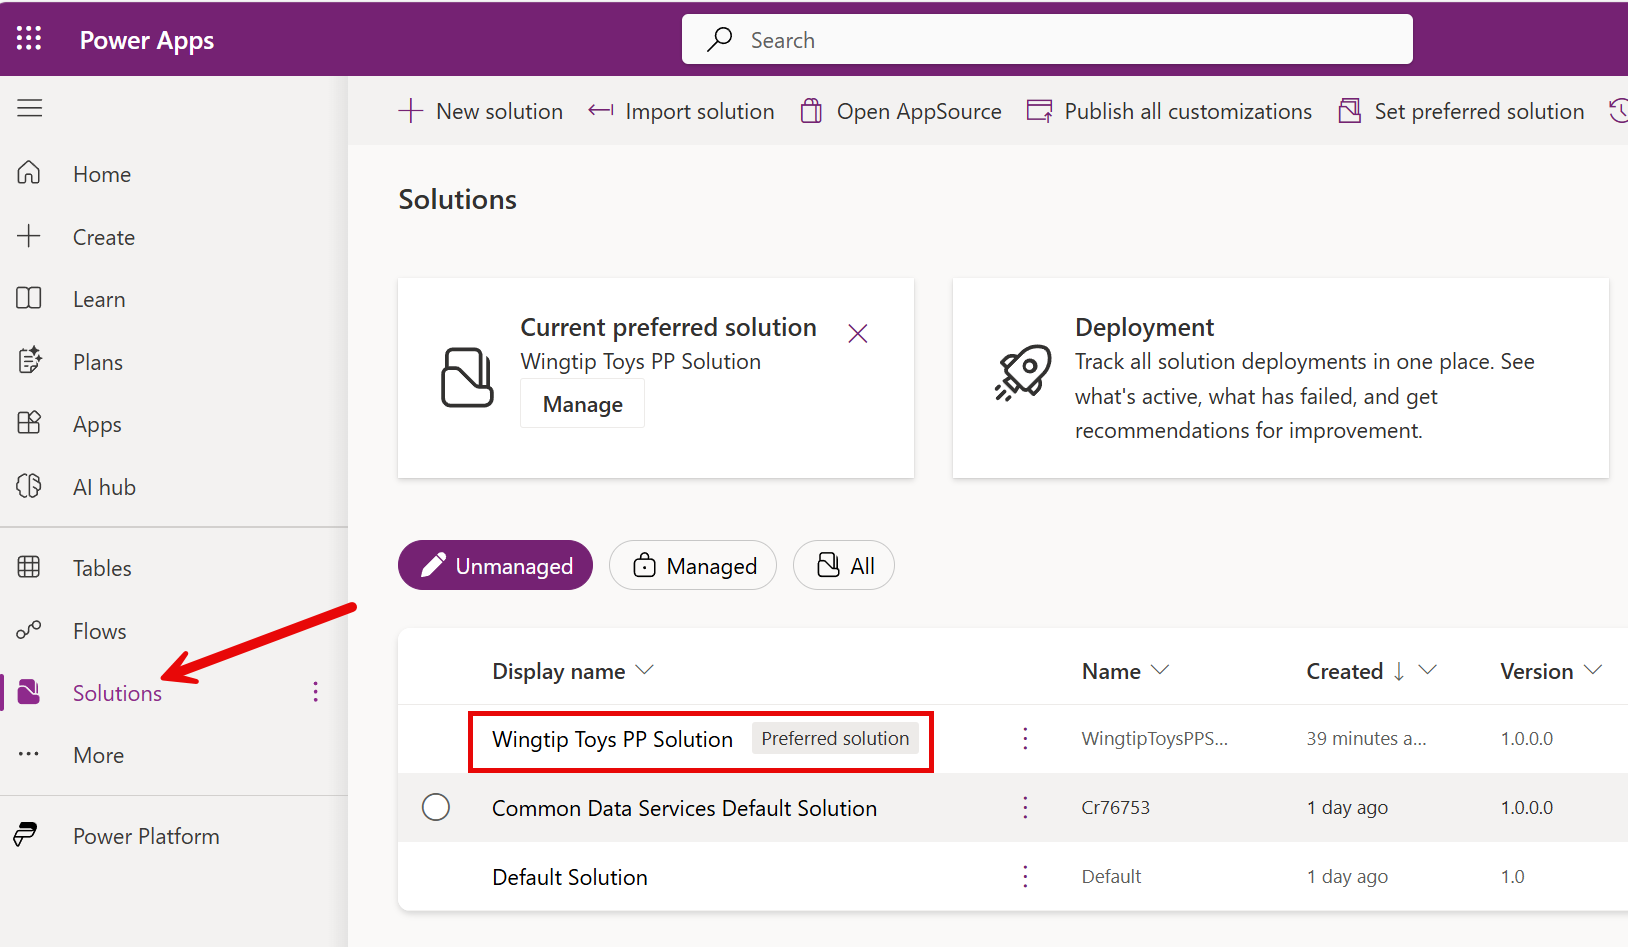 Power Apps
Search
New solution
Import solution
Open AppSource
Publish all customizations
Set preferred solution
Home
Create
Learn
Plans
Apps
AI hub
Tables
Flows
Solutions
More
Power Platform
Solutions
Current preferred solution
Wingtip Toys PP Solution
Manage
Deployment
Track all solution deployments in one place. See
what's active, what has failed, and get
recommendations for improvement.
Unmanaged
Managed
All
Display name
Name
Created
Version
Wingtip Toys PP Solution
Preferred solution
WingtipToysPPS...
39 minutes a...
1.0.0.0
Common Data Services Default Solution
Cr76753
1 day ago
1.0.0.0
Default Solution
Default
1 day ago
1.0